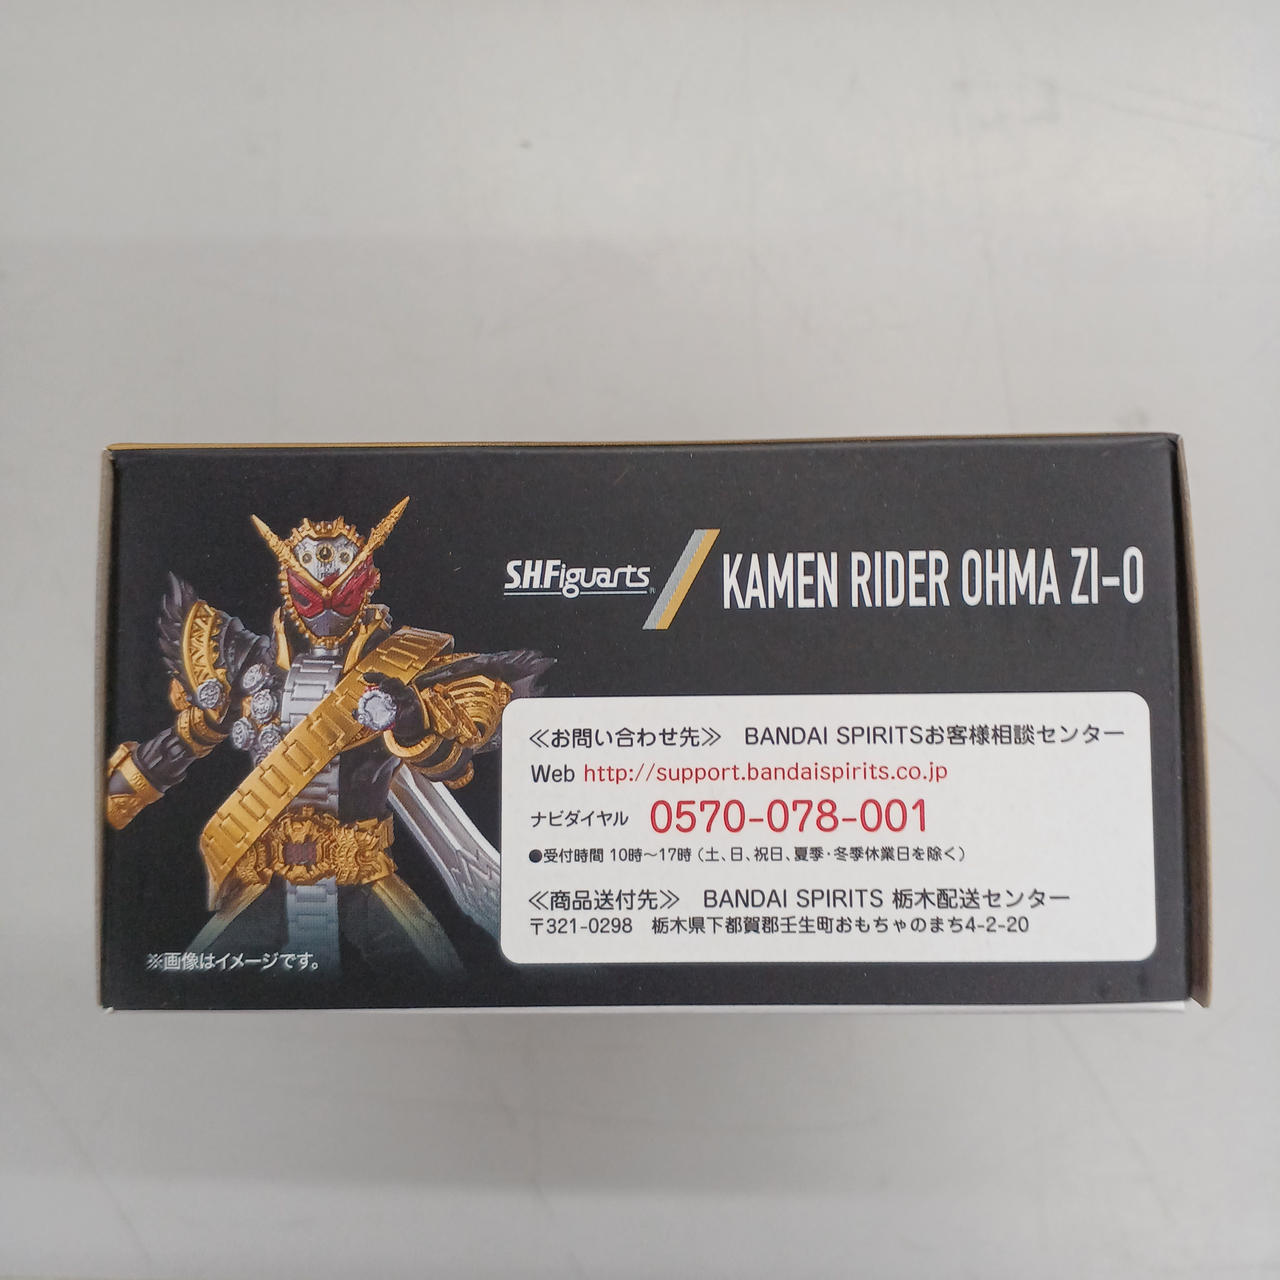 S.H.Figuarts
KAMEN RIDER OHMA ZI-O
≪お問い合わせ先≫ BANDAI SPIRITSお客様相談センター
Web http://support.bandaispirits.co.jp
ナビダイヤル 0570-078-001
●受付時間 10時～17時（土、日、祝日、夏季・冬季休業日を除く）
≪商品送付先≫ BANDAI SPIRITS 栃木配送センター
〒321-0298 栃木県下都賀郡壬生町おもちゃのまち4-2-20
※画像はイメージです。